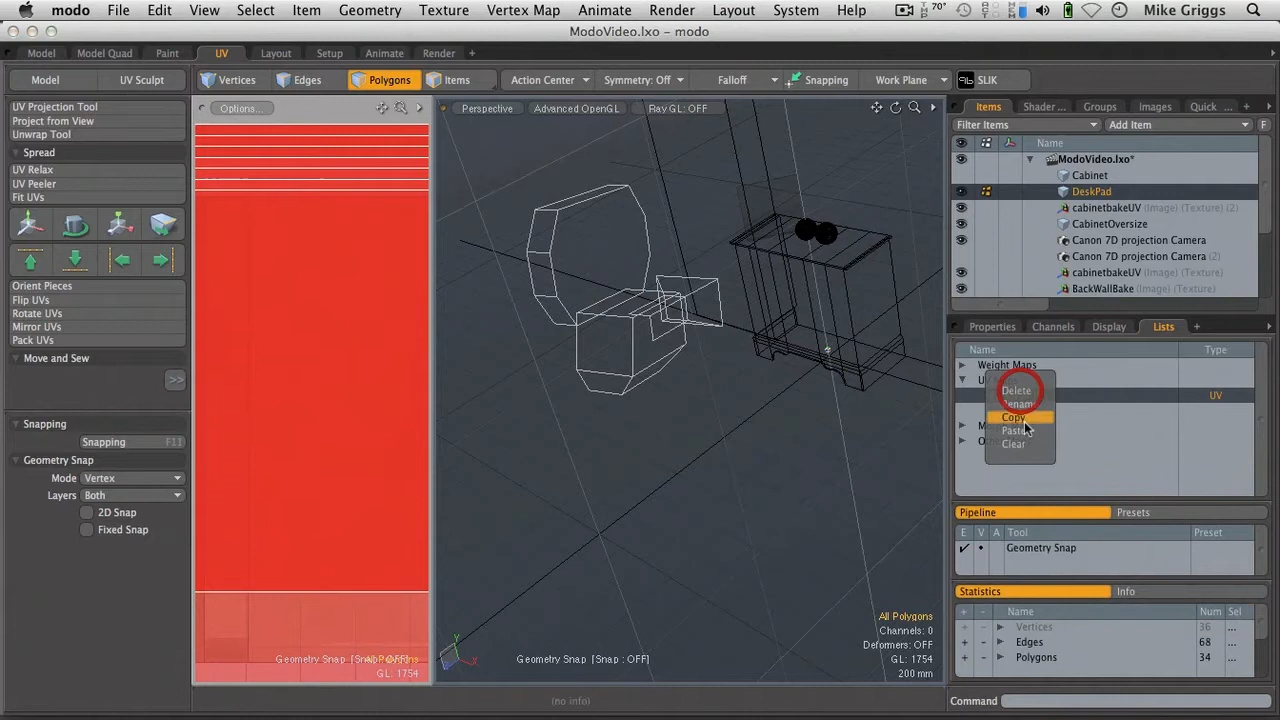 modo File Edit View Select Item Geometry Texture Vertex Map Animate Render Layout System Help 70° Mike Griggs
ModoVideo.lxo – modo
Model Model Quad Paint UV Layout Setup Animate Render
Model UV Sculpt Vertices Edges Polygons Items Action Center Symmetry: Off Falloff Snapping Work Plane SLIK
UV Projection Tool
Project from View
Unwrap Tool
Spread
UV Relax
UV Peeler
Fit UVs
Orient Pieces
Flip UVs
Rotate UVs
Mirror UVs
Pack UVs
Move and Sew
>>
Snapping
Snapping F11
Geometry Snap
Mode Vertex
Layers Both
2D Snap
Fixed Snap
Options...
Geometry Snap [Snap: OFF]
GL: 1754
Perspective Advanced OpenGL Ray GL: OFF
All Polygons
Channels: 0
Deformers: OFF
GL: 1754
200 mm
Geometry Snap [Snap : OFF]
(no info)
Items Shader ... Groups Images Quick ... +
Filter Items Add Item F
Name
ModoVideo.lxo*
Cabinet
DeskPad
cabinetbakeUV (Image) (Texture) (2)
CabinetOversize
Canon 7D projection Camera
Canon 7D projection Camera (2)
cabinetbakeUV (Image) (Texture)
BackWallBake (Image) (Texture)
Properties Channels Display Lists +
Name Type
Weight Maps
UV
Delete
Copy
Paste
Clear
Pipeline Presets
E V A Tool Preset
Geometry Snap
Statistics Info
+ – Name Num Sel
+ – Vertices 36 ...
+ – Edges 68 ...
+ – Polygons 34 ...
Command